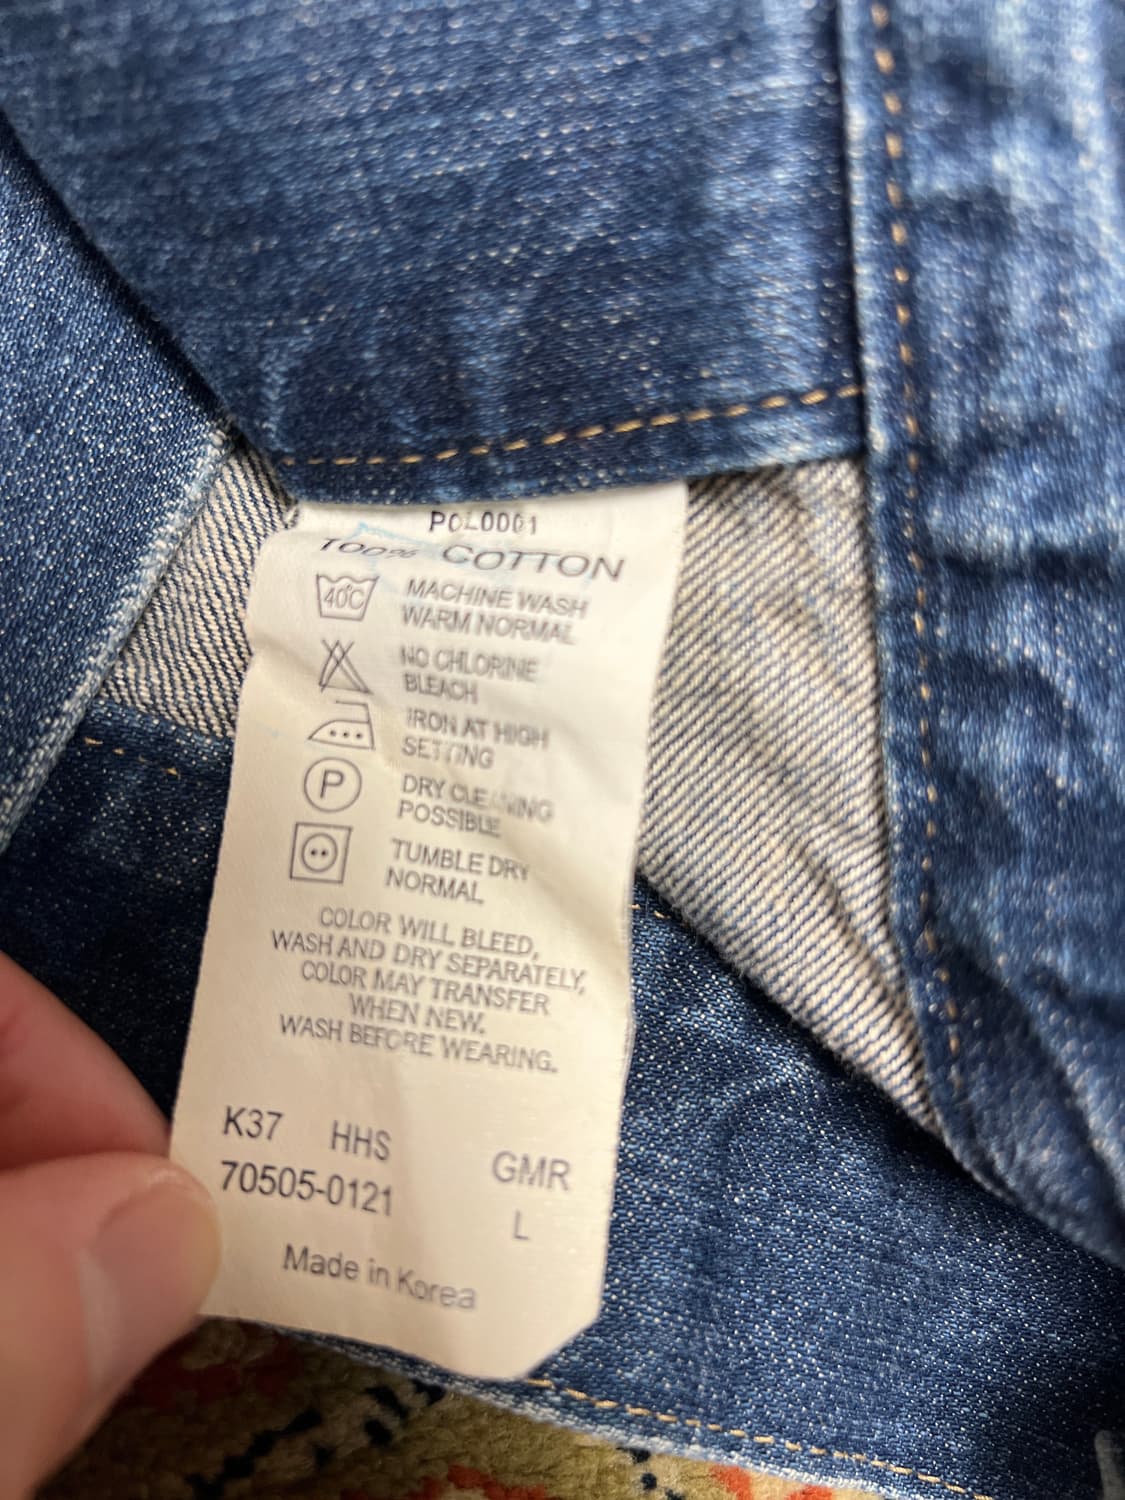 PCL0001
100% COTTON
40°C MACHINE WASH
WARM NORMAL
NO CHLORINE
BLEACH
IRON AT HIGH
SETTING
P DRY CLEANING
POSSIBLE
TUMBLE DRY
NORMAL
COLOR WILL BLEED,
WASH AND DRY SEPARATELY,
COLOR MAY TRANSFER
WHEN NEW.
WASH BEFORE WEARING.
K37 HHS
GMR
70505-0121
L
Made in Korea